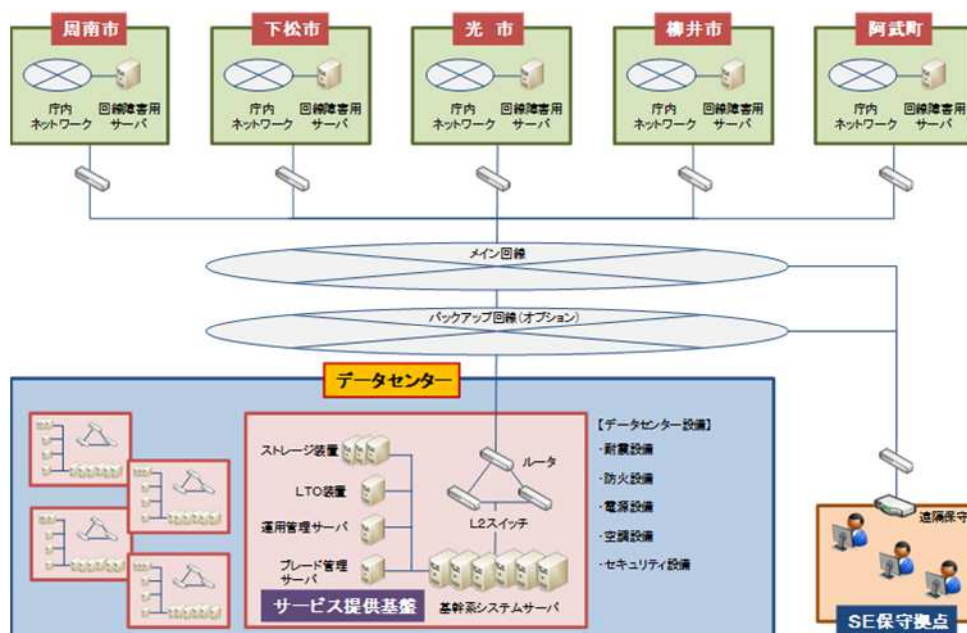 周南市
下松市
光 市
柳井市
阿武町
庁内
ネットワーク
回線障害用
サーバ
庁内
ネットワーク
回線障害用
サーバ
庁内
ネットワーク
回線障害用
サーバ
庁内
ネットワーク
回線障害用
サーバ
庁内
ネットワーク
回線障害用
サーバ
メイン回線
バックアップ回線(オプション)
データセンター
ストレージ装置
LTO装置
運用管理サーバ
ブレード管理
サーバ
サービス提供基盤
ルータ
L2スイッチ
基幹系システムサーバ
【データセンター設備】
・耐震設備
・防火設備
・電源設備
・空調設備
・セキュリティ設備
遠隔保守
SE保守拠点